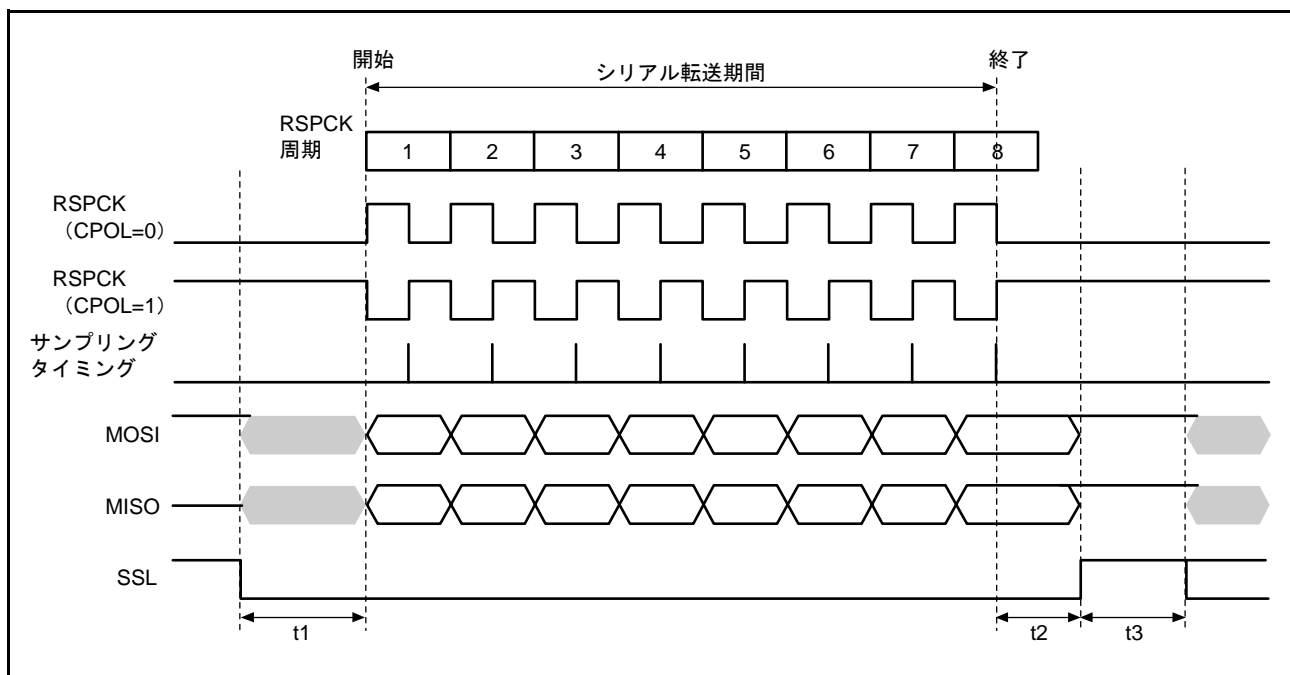 開始
シリアル転送期間
終了
RSPCK
周期
1 2 3 4 5 6 7 8
RSPCK
（CPOL=0）
RSPCK
（CPOL=1）
サンプリング
タイミング
MOSI
MISO
SSL
t1
t2
t3